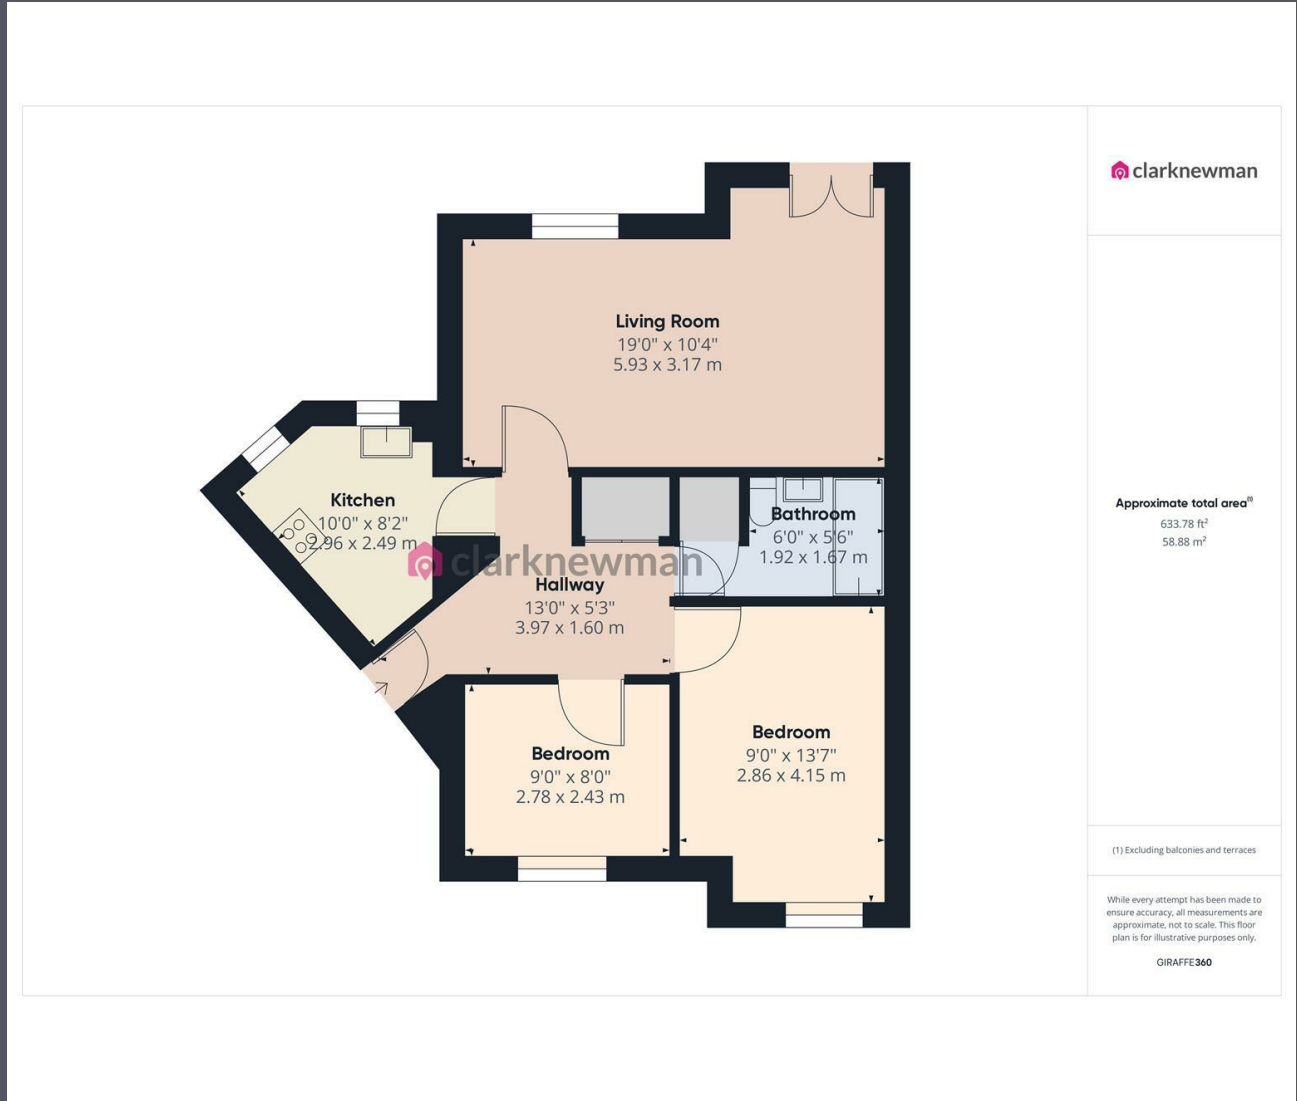 clarknewman
Living Room
19'0" x 10'4"
5.93 x 3.17 m
Kitchen
10'0" x 8'2"
2.96 x 2.49 m
Bathroom
6'0" x 5'6"
1.92 x 1.67 m
clarknewman
Hallway
13'0" x 5'3"
3.97 x 1.60 m
Bedroom
9'0" x 8'0"
2.78 x 2.43 m
Bedroom
9'0" x 13'7"
2.86 x 4.15 m
Approximate total area(1)
633.78 ft²
58.88 m²
(1) Excluding balconies and terraces
While every attempt has been made to
ensure accuracy, all measurements are
approximate, not to scale. This floor
plan is for illustrative purposes only.
GIRAFFE360